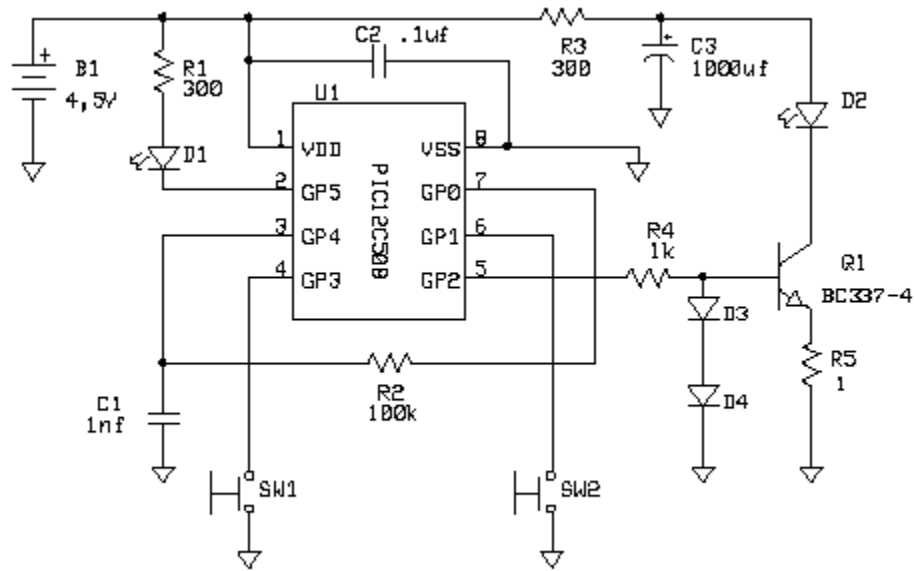 C2 .1uf
+
B1
4,5V
R1
300
R3
300
+
C3
1000uf
D2
U1
D1
1
VDD
VSS
8
2
GP5
GP0
7
3
GP4
GP1
6
4
GP3
GP2
5
PIC12C508
R4
1k
Q1
BC337-4
D3
R5
1
D4
R2
100k
C1
1nf
SW1
SW2